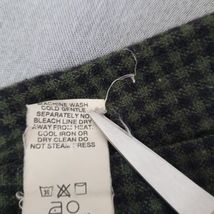 MACHINE WASH
COLD GENTLE
SEPARATELY NO
BLEACH LINE DRY
AWAY FROM HEAT.
COOL IRON OR
DRY CLEAN DO
NOT STEAM PRESS